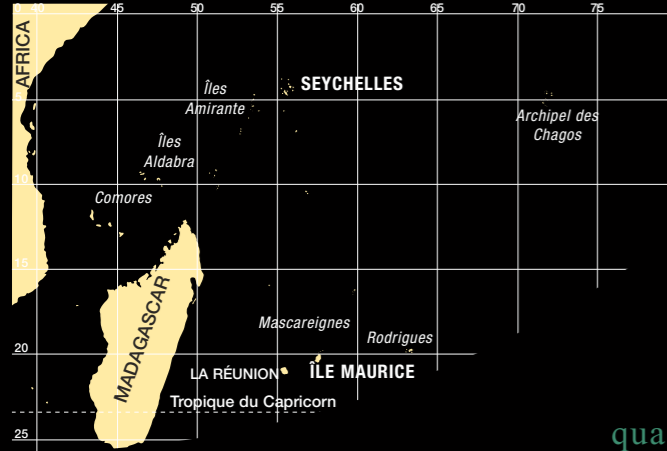 0 40 45 50 55 60 65 70 75
AFRICA
SEYCHELLES
Îles
Amirante
5
Archipel des
Chagos
Îles
Aldabra
10
Comores
15
MADAGASCAR
Mascareignes
Rodrigues
20
LA RÉUNION
ÎLE MAURICE
Tropique du Capricorn
25
qua